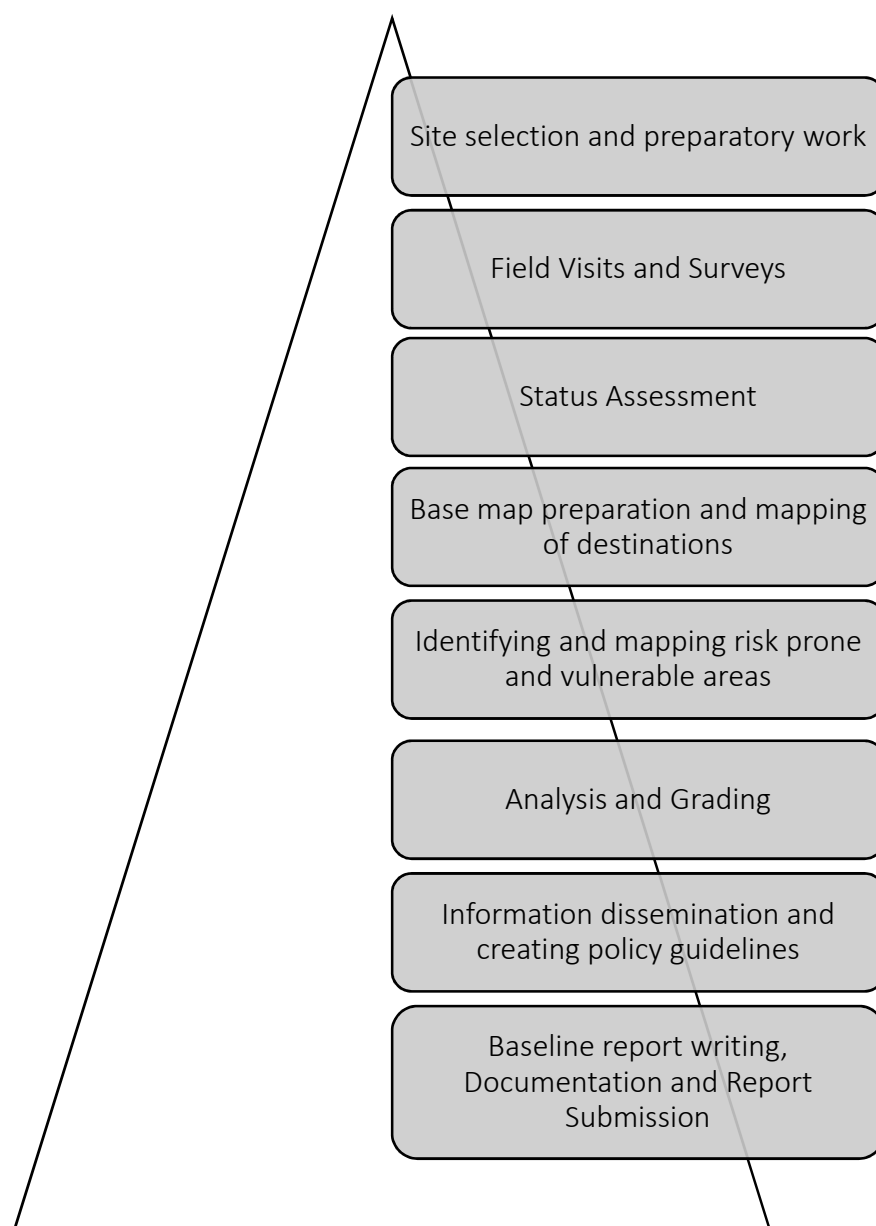 Site selection and preparatory work
Field Visits and Surveys
Status Assessment
Base map preparation and mapping
of destinations
Identifying and mapping risk prone
and vulnerable areas
Analysis and Grading
Information dissemination and
creating policy guidelines
Baseline report writing,
Documentation and Report
Submission